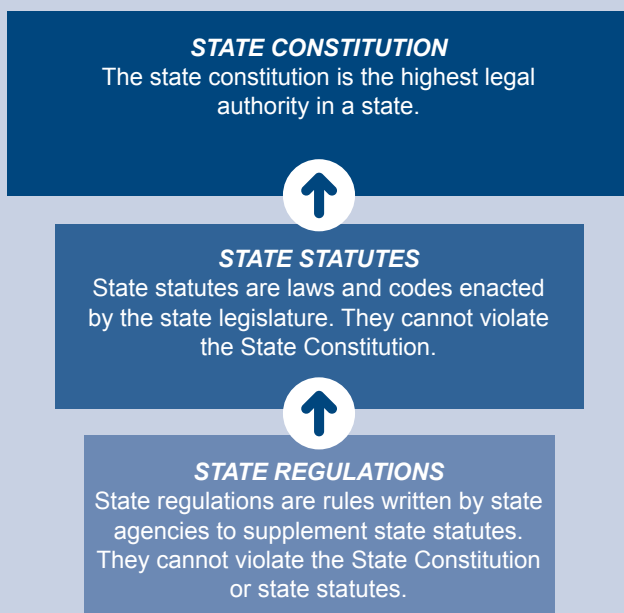 STATE CONSTITUTION
The state constitution is the highest legal
authority in a state.
STATE STATUTES
State statutes are laws and codes enacted
by the state legislature. They cannot violate
the State Constitution.
STATE REGULATIONS
State regulations are rules written by state
agencies to supplement state statutes.
They cannot violate the State Constitution
or state statutes.